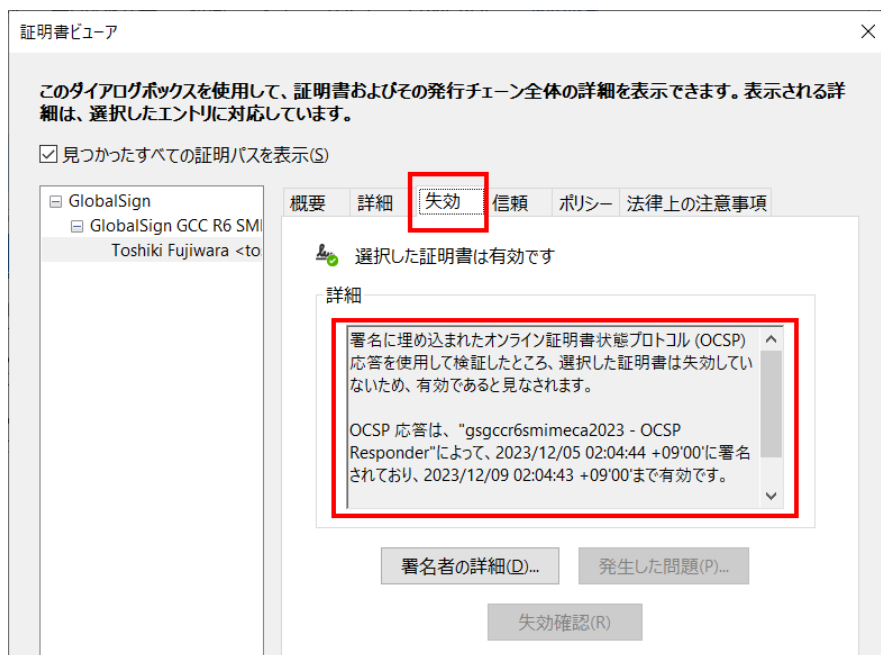 証明書ビューア
このダイアログボックスを使用して、証明書およびその発行チェーン全体の詳細を表示できます。表示される詳
細は、選択したエントリに対応しています。
見つかったすべての証明パスを表示(S)
GlobalSign
GlobalSign GCC R6 SMI
Toshiki Fujiwara <to
概要 詳細 失効 信頼 ポリシー 法律上の注意事項
選択した証明書は有効です
詳細
署名に埋め込まれたオンライン証明書状態プロトコル (OCSP)
応答を使用して検証したところ、選択した証明書は失効してい
ないため、有効であると見なされます。
OCSP 応答は、"gsgccr6smimeca2023 - OCSP
Responder"によって、2023/12/05 02:04:44 +09'00'に署名
されており、2023/12/09 02:04:43 +09'00'まで有効です。
署名者の詳細(D)... 発生した問題(P)...
失効確認(R)